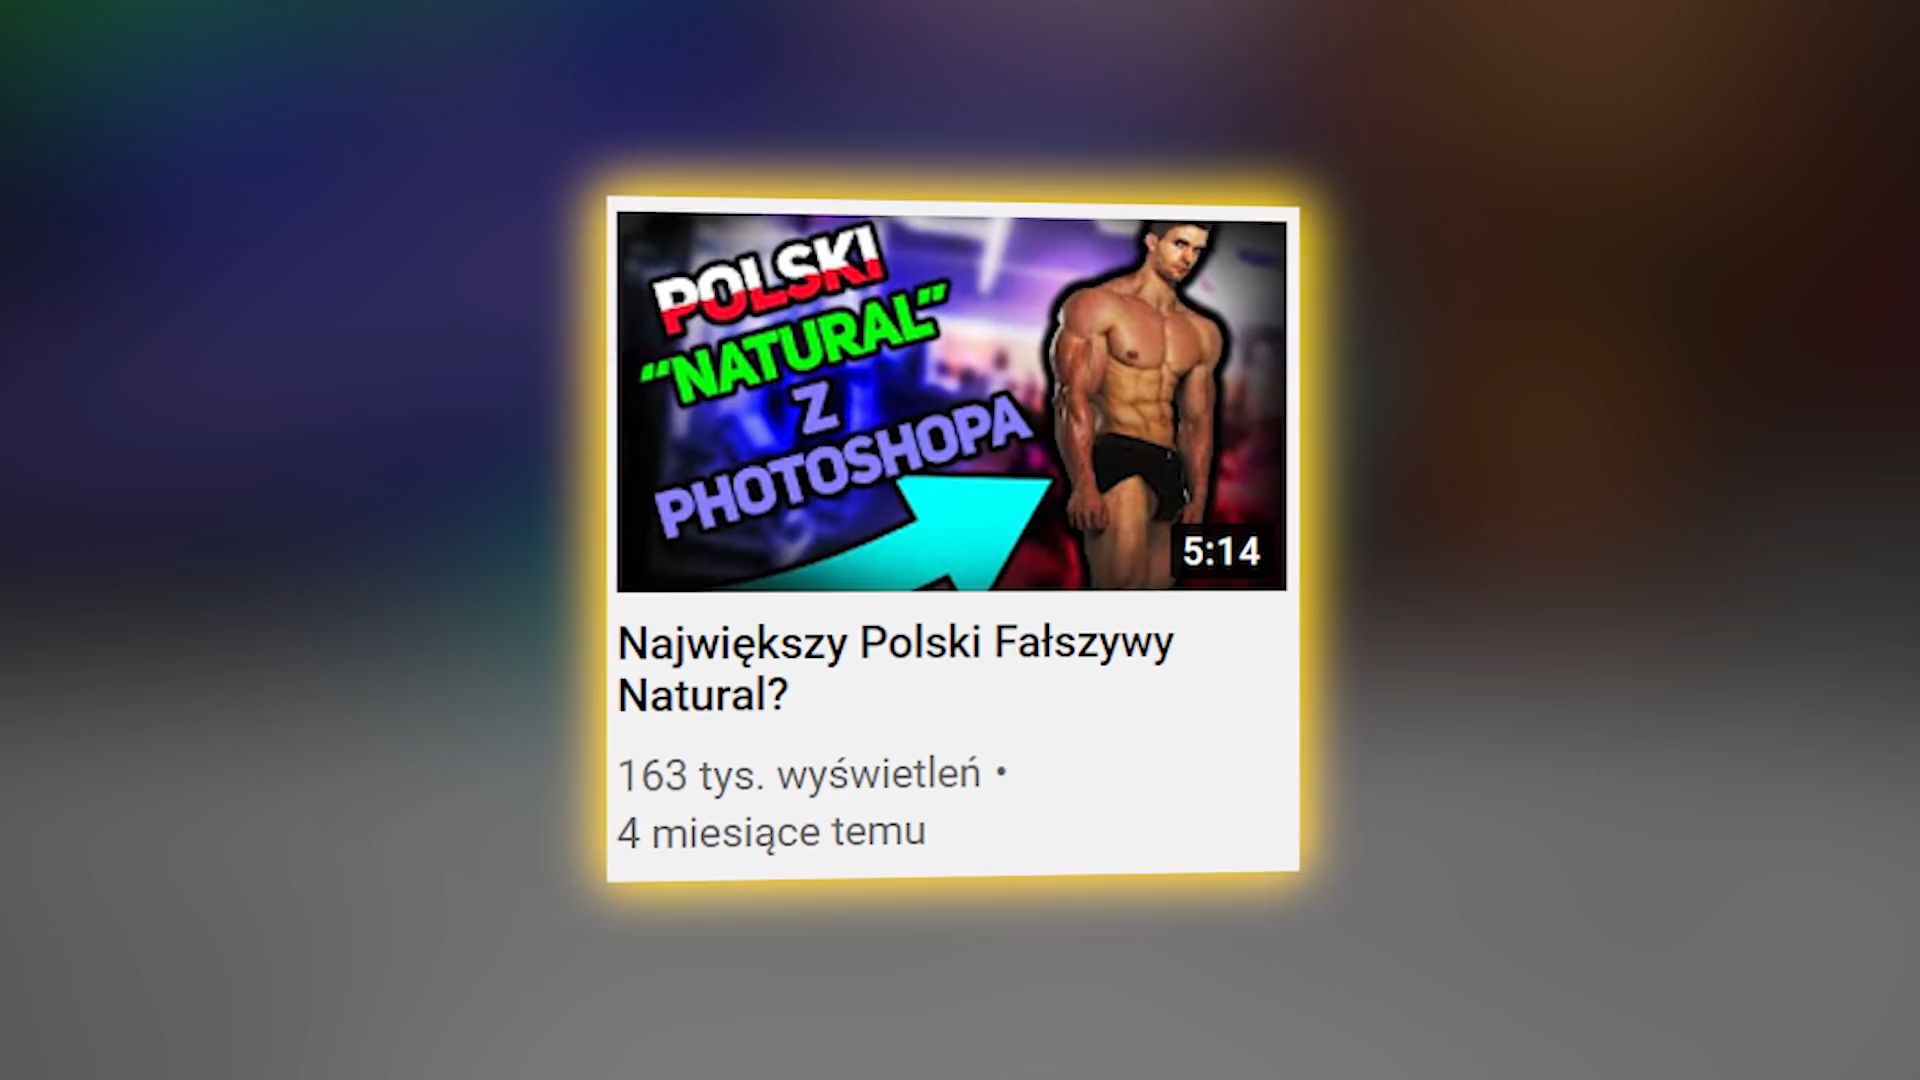 POLSKI
“NATURAL”
Z
PHOTOSHOPA
5:14
Największy Polski Fałszywy
Natural?
163 tys. wyświetleń •
4 miesiące temu